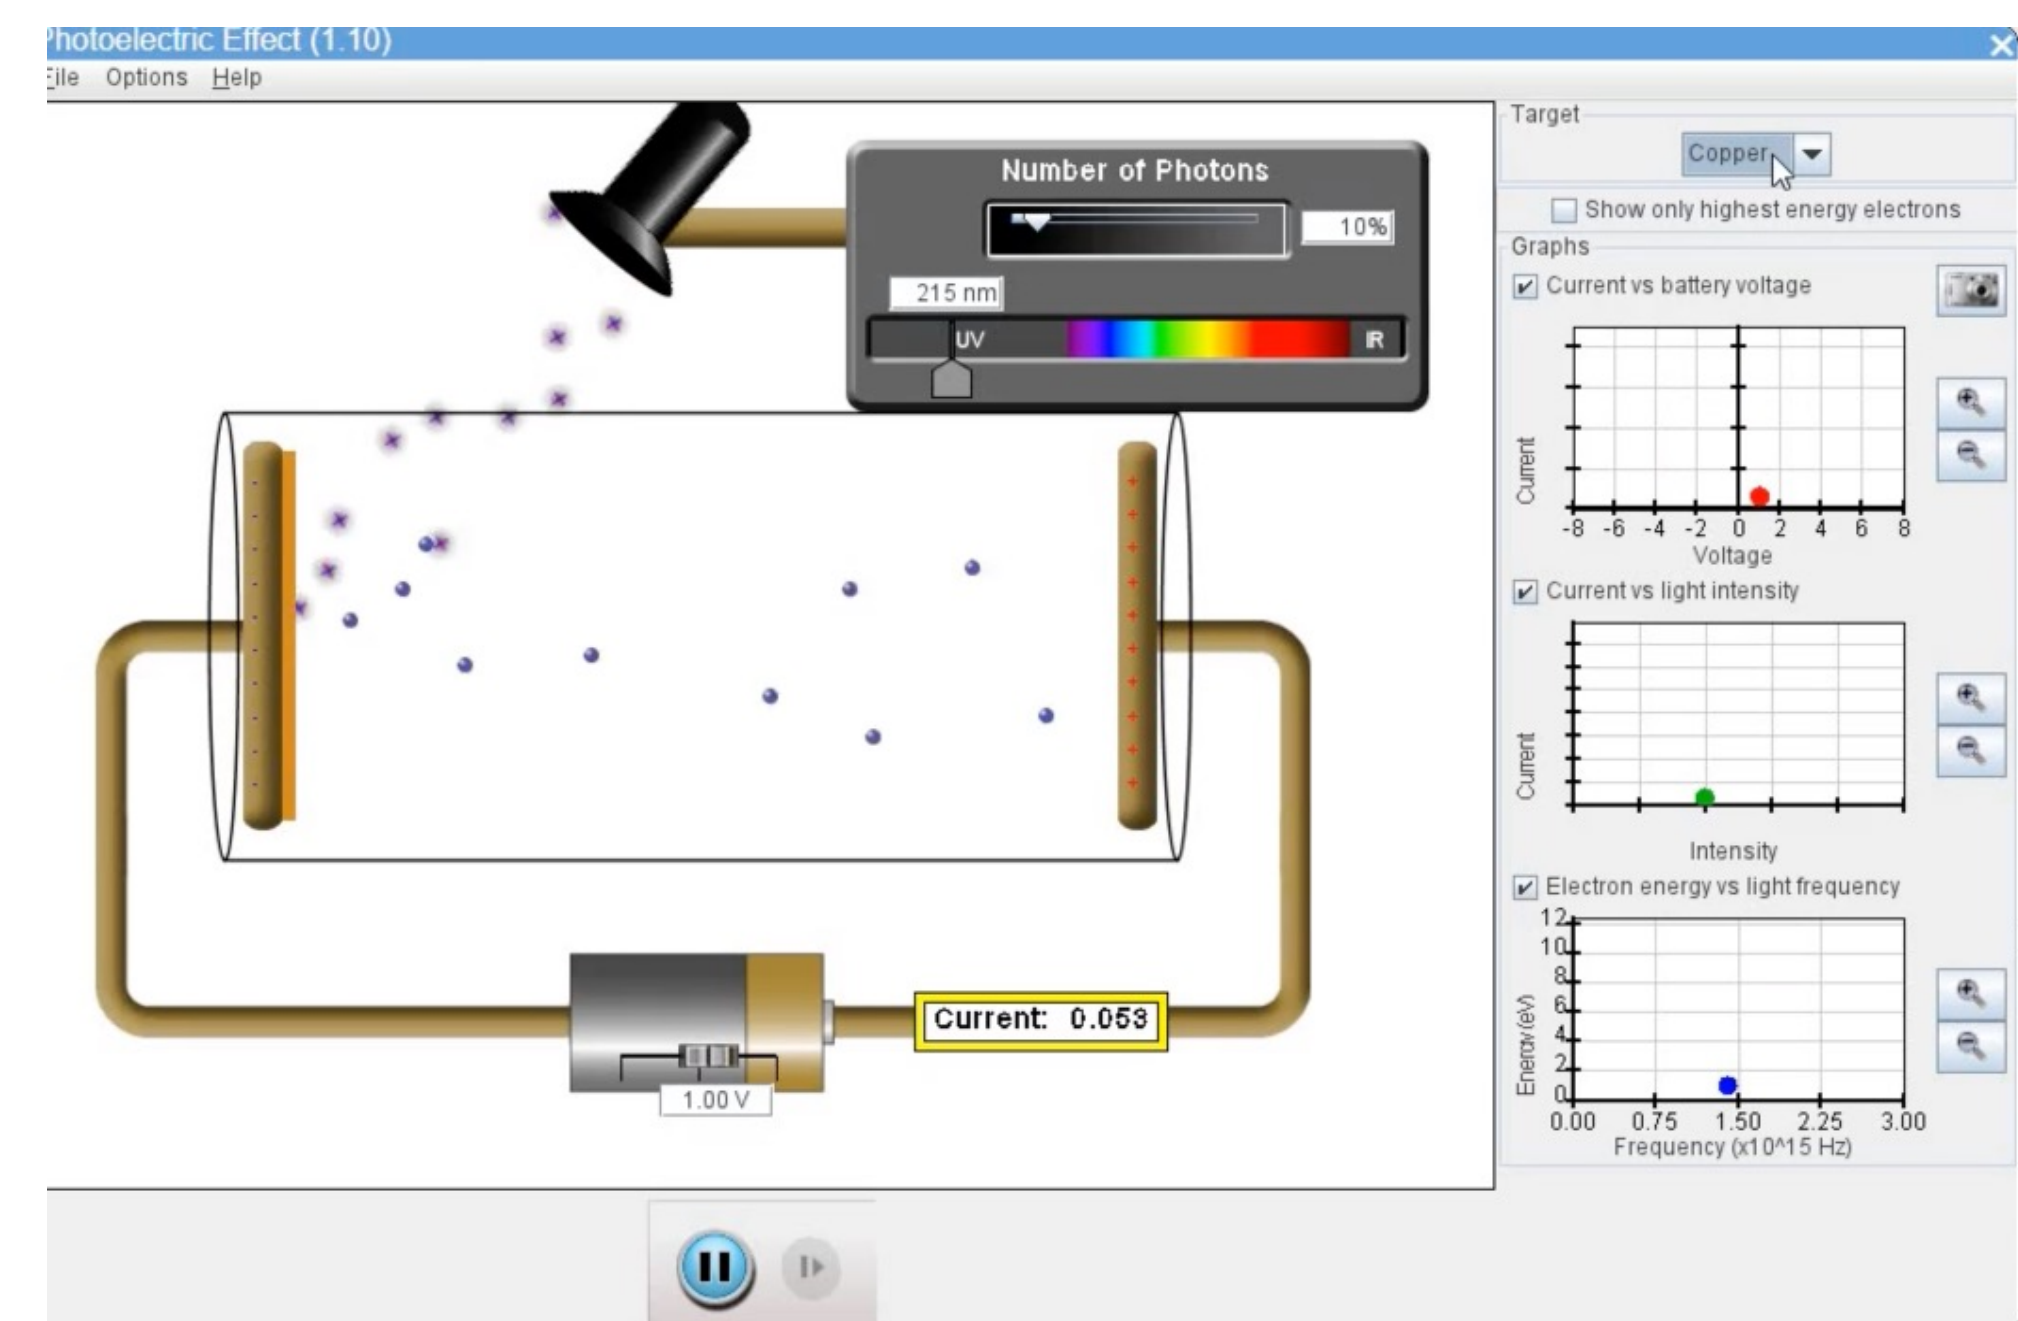 Photoelectric Effect (1.10)
File Options Help
Number of Photons
10%
215 nm
UV
IR
Current: 0.053
1.00 V
Target
Copper
Show only highest energy electrons
Graphs
Current vs battery voltage
Current
-8 -6 -4 -2 0 2 4 6 8
Voltage
Current vs light intensity
Current
Intensity
Electron energy vs light frequency
Energy (eV)
12
10
8
6
4
2
0
0.00 0.75 1.50 2.25 3.00
Frequency (x10^15 Hz)